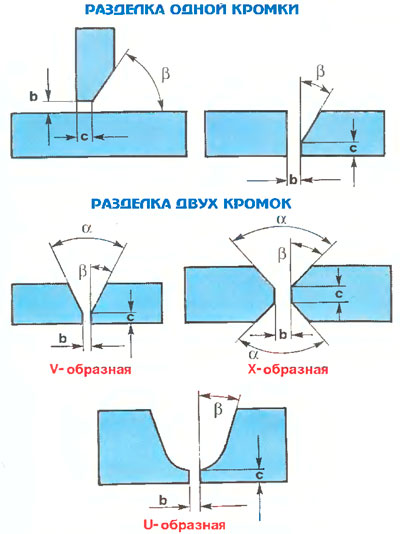 РАЗДЕЛКА ОДНОЙ КРОМКИ
β
b
c
β
b
c
РАЗДЕЛКА ДВУХ КРОМОК
α
β
c
b
V-образная
α
β
c
b
α
X-образная
β
c
b
U-образная